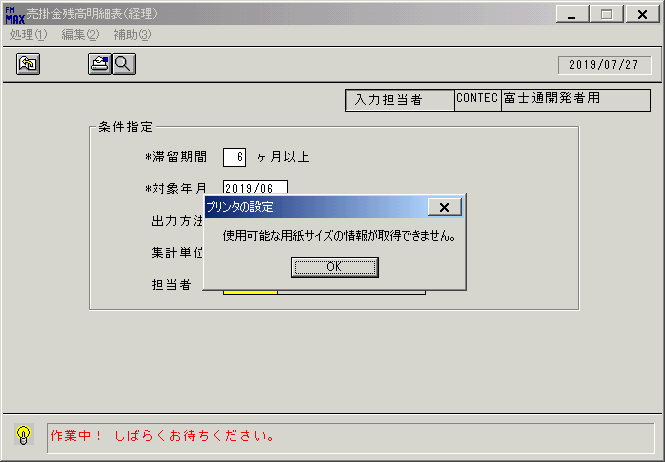 FM MAX 売掛金残高明細表(経理)
処理(1) 編集(2) 補助(3)
2019/07/27
入力担当者 CONTEC 富士通開発者用
条件指定
*滞留期間 6 ヶ月以上
*対象年月 2019/06
出力方法
集計単位
担当者
プリンタの設定
使用可能な用紙サイズの情報が取得できません。
OK
作業中! しばらくお待ちください。